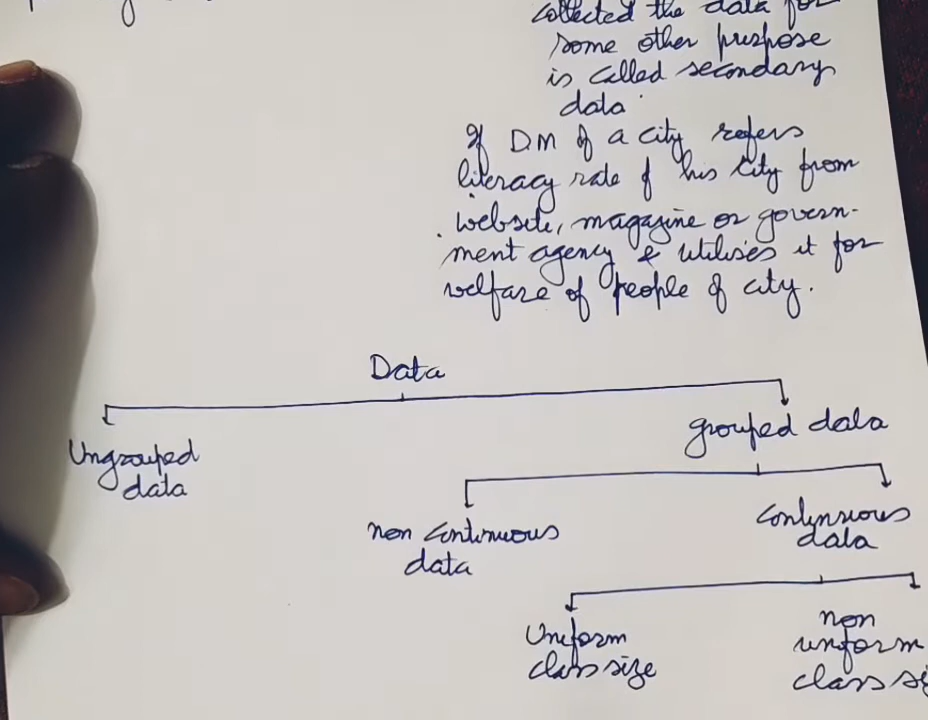 collected the data for
some other purpose
is called secondary
data
If DM of a city refers
literacy rate of his city from
website, magazine or govern-
ment agency & utilises it for
welfare of people of city.
Data
Ungrouped
data
grouped data
non continuous
data
Continuous
data
Uniform
class size
non
uniform
class si